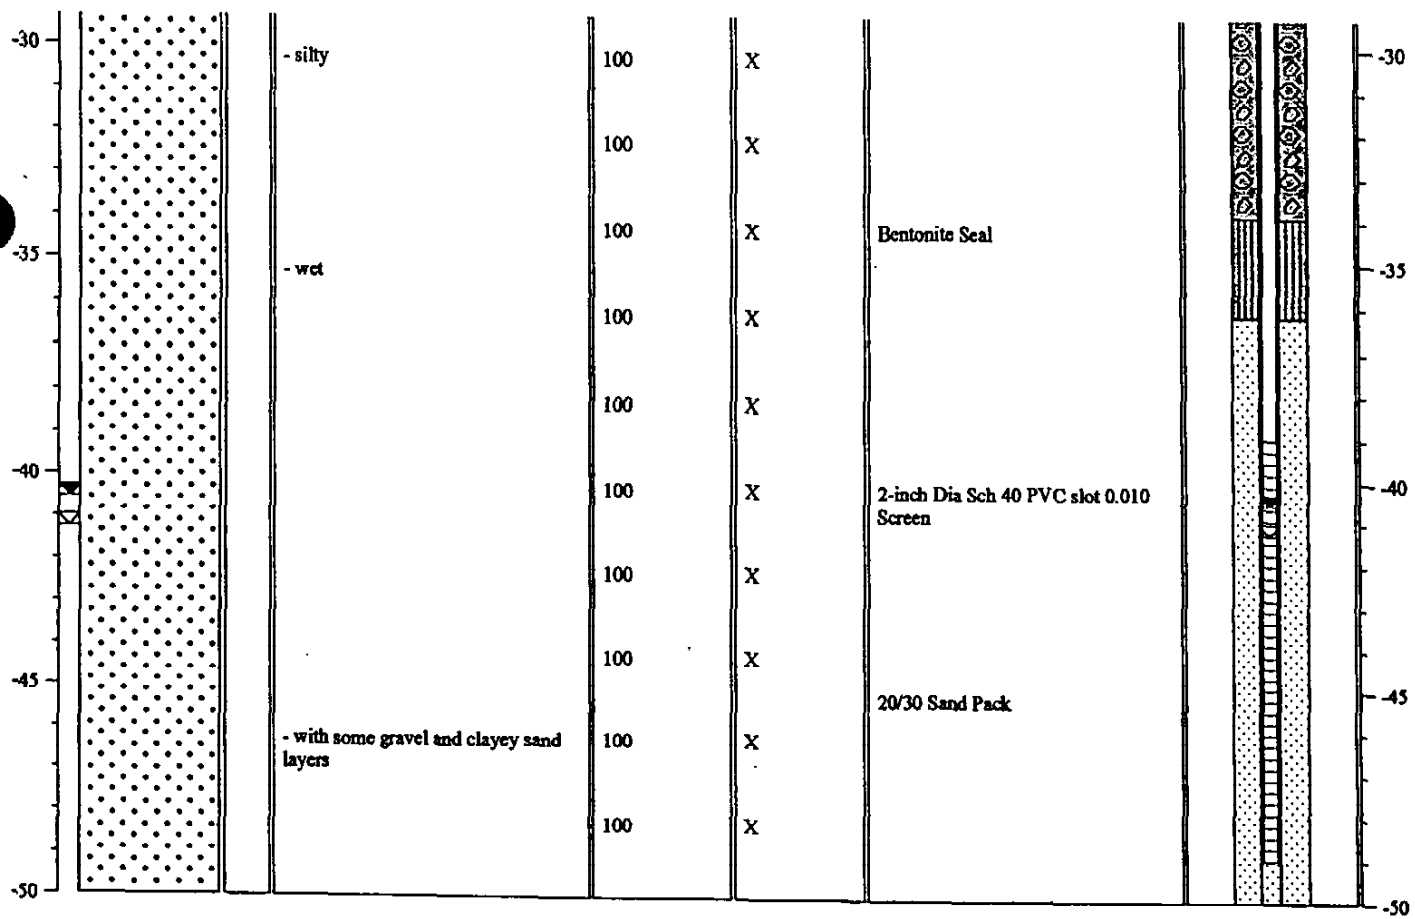 -30
- silty
100
X
-30
100
X
100
X
Bentonite Seal
-35
- wet
-35
100
X
100
X
-40
100
X
2-inch Dia Sch 40 PVC slot 0.010
Screen
-40
100
X
100
X
-45
20/30 Sand Pack
-45
- with some gravel and clayey sand
layers
100
X
100
X
-50
-50